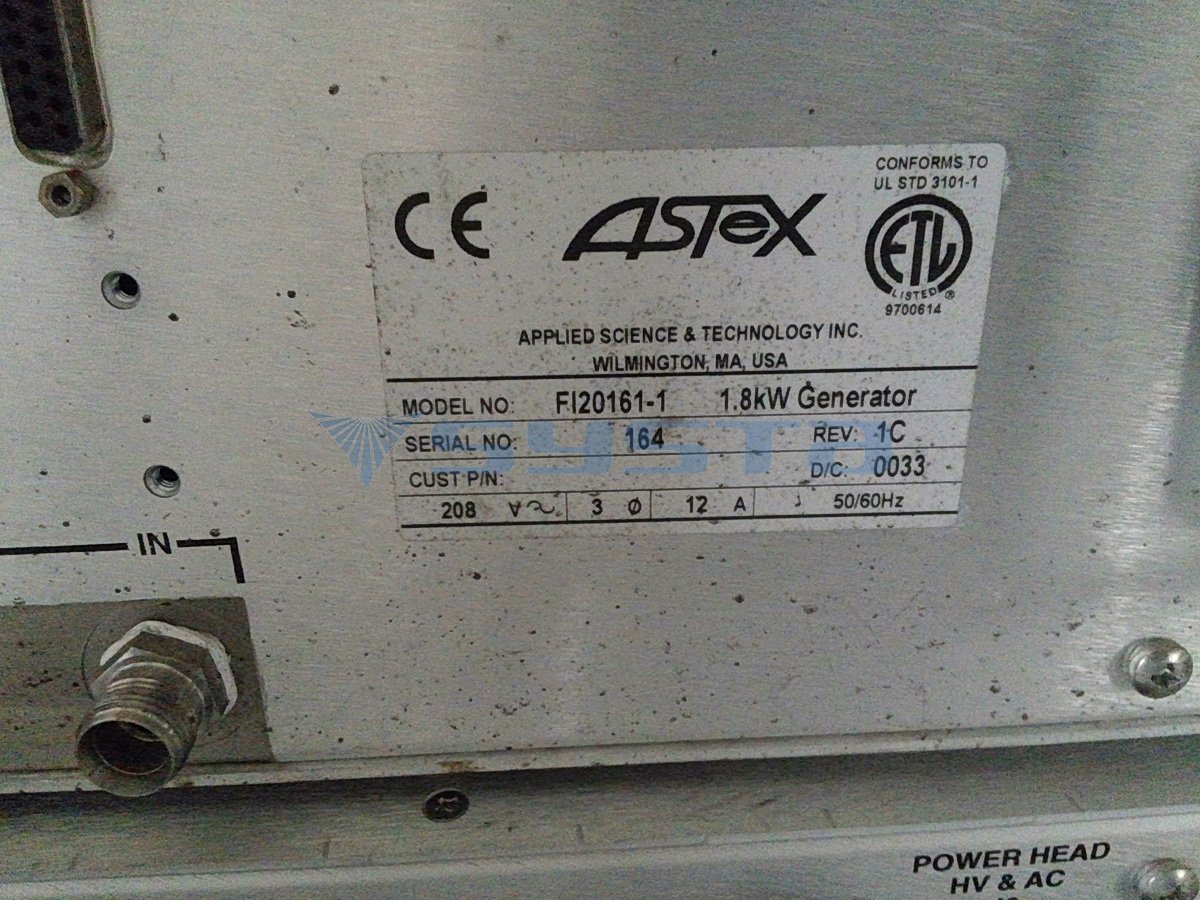 CONFORMS TO
UL STD 3101-1
CE ASTeX ETL
LISTED ®
9700614
APPLIED SCIENCE & TECHNOLOGY INC.
WILMINGTON, MA, USA
MODEL NO: FI20161-1 1.8kW Generator
SERIAL NO: 164 REV: 1C
CUST P/N: D/C: 0033
208 V 3 Ø 12 A 50/60Hz
SYSTO
IN
POWER HEAD
HV & AC